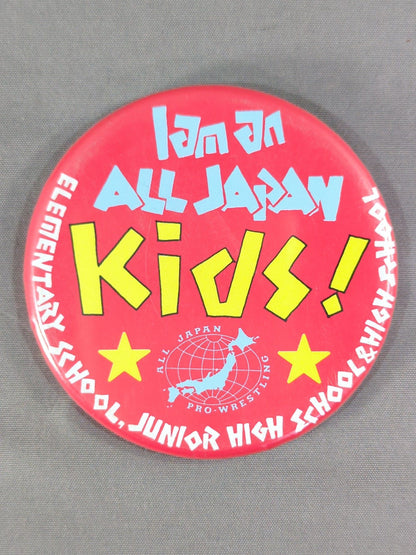 I am an
ALL JAPAN
Kids!
ALL JAPAN
PRO-WRESTLING
ELEMENTARY SCHOOL, JUNIOR HIGH SCHOOL & HIGH SCHOOL